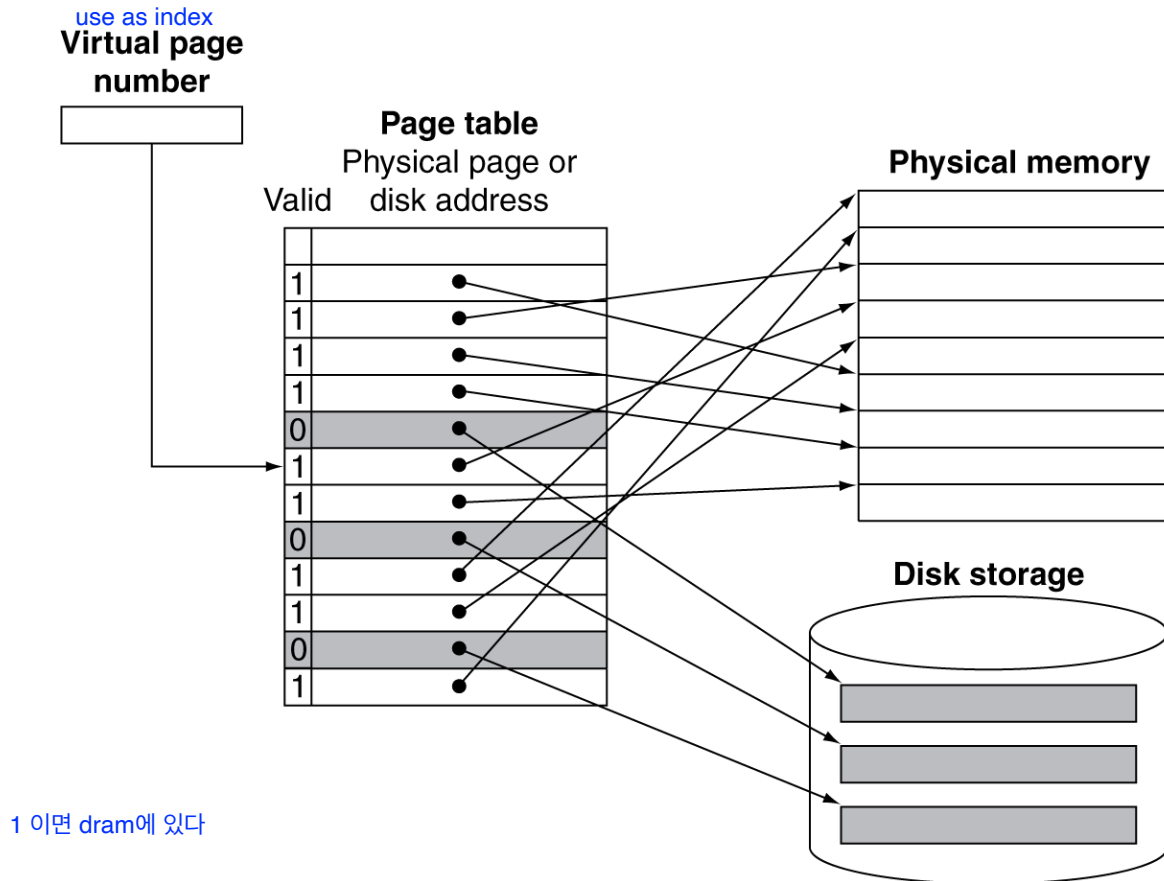 use as index
Virtual page
number
Page table
Physical page or
Valid disk address
Physical memory
1
1
1
1
0
1
1
0
1
1
0
1
Disk storage
1 이면 dram에 있다